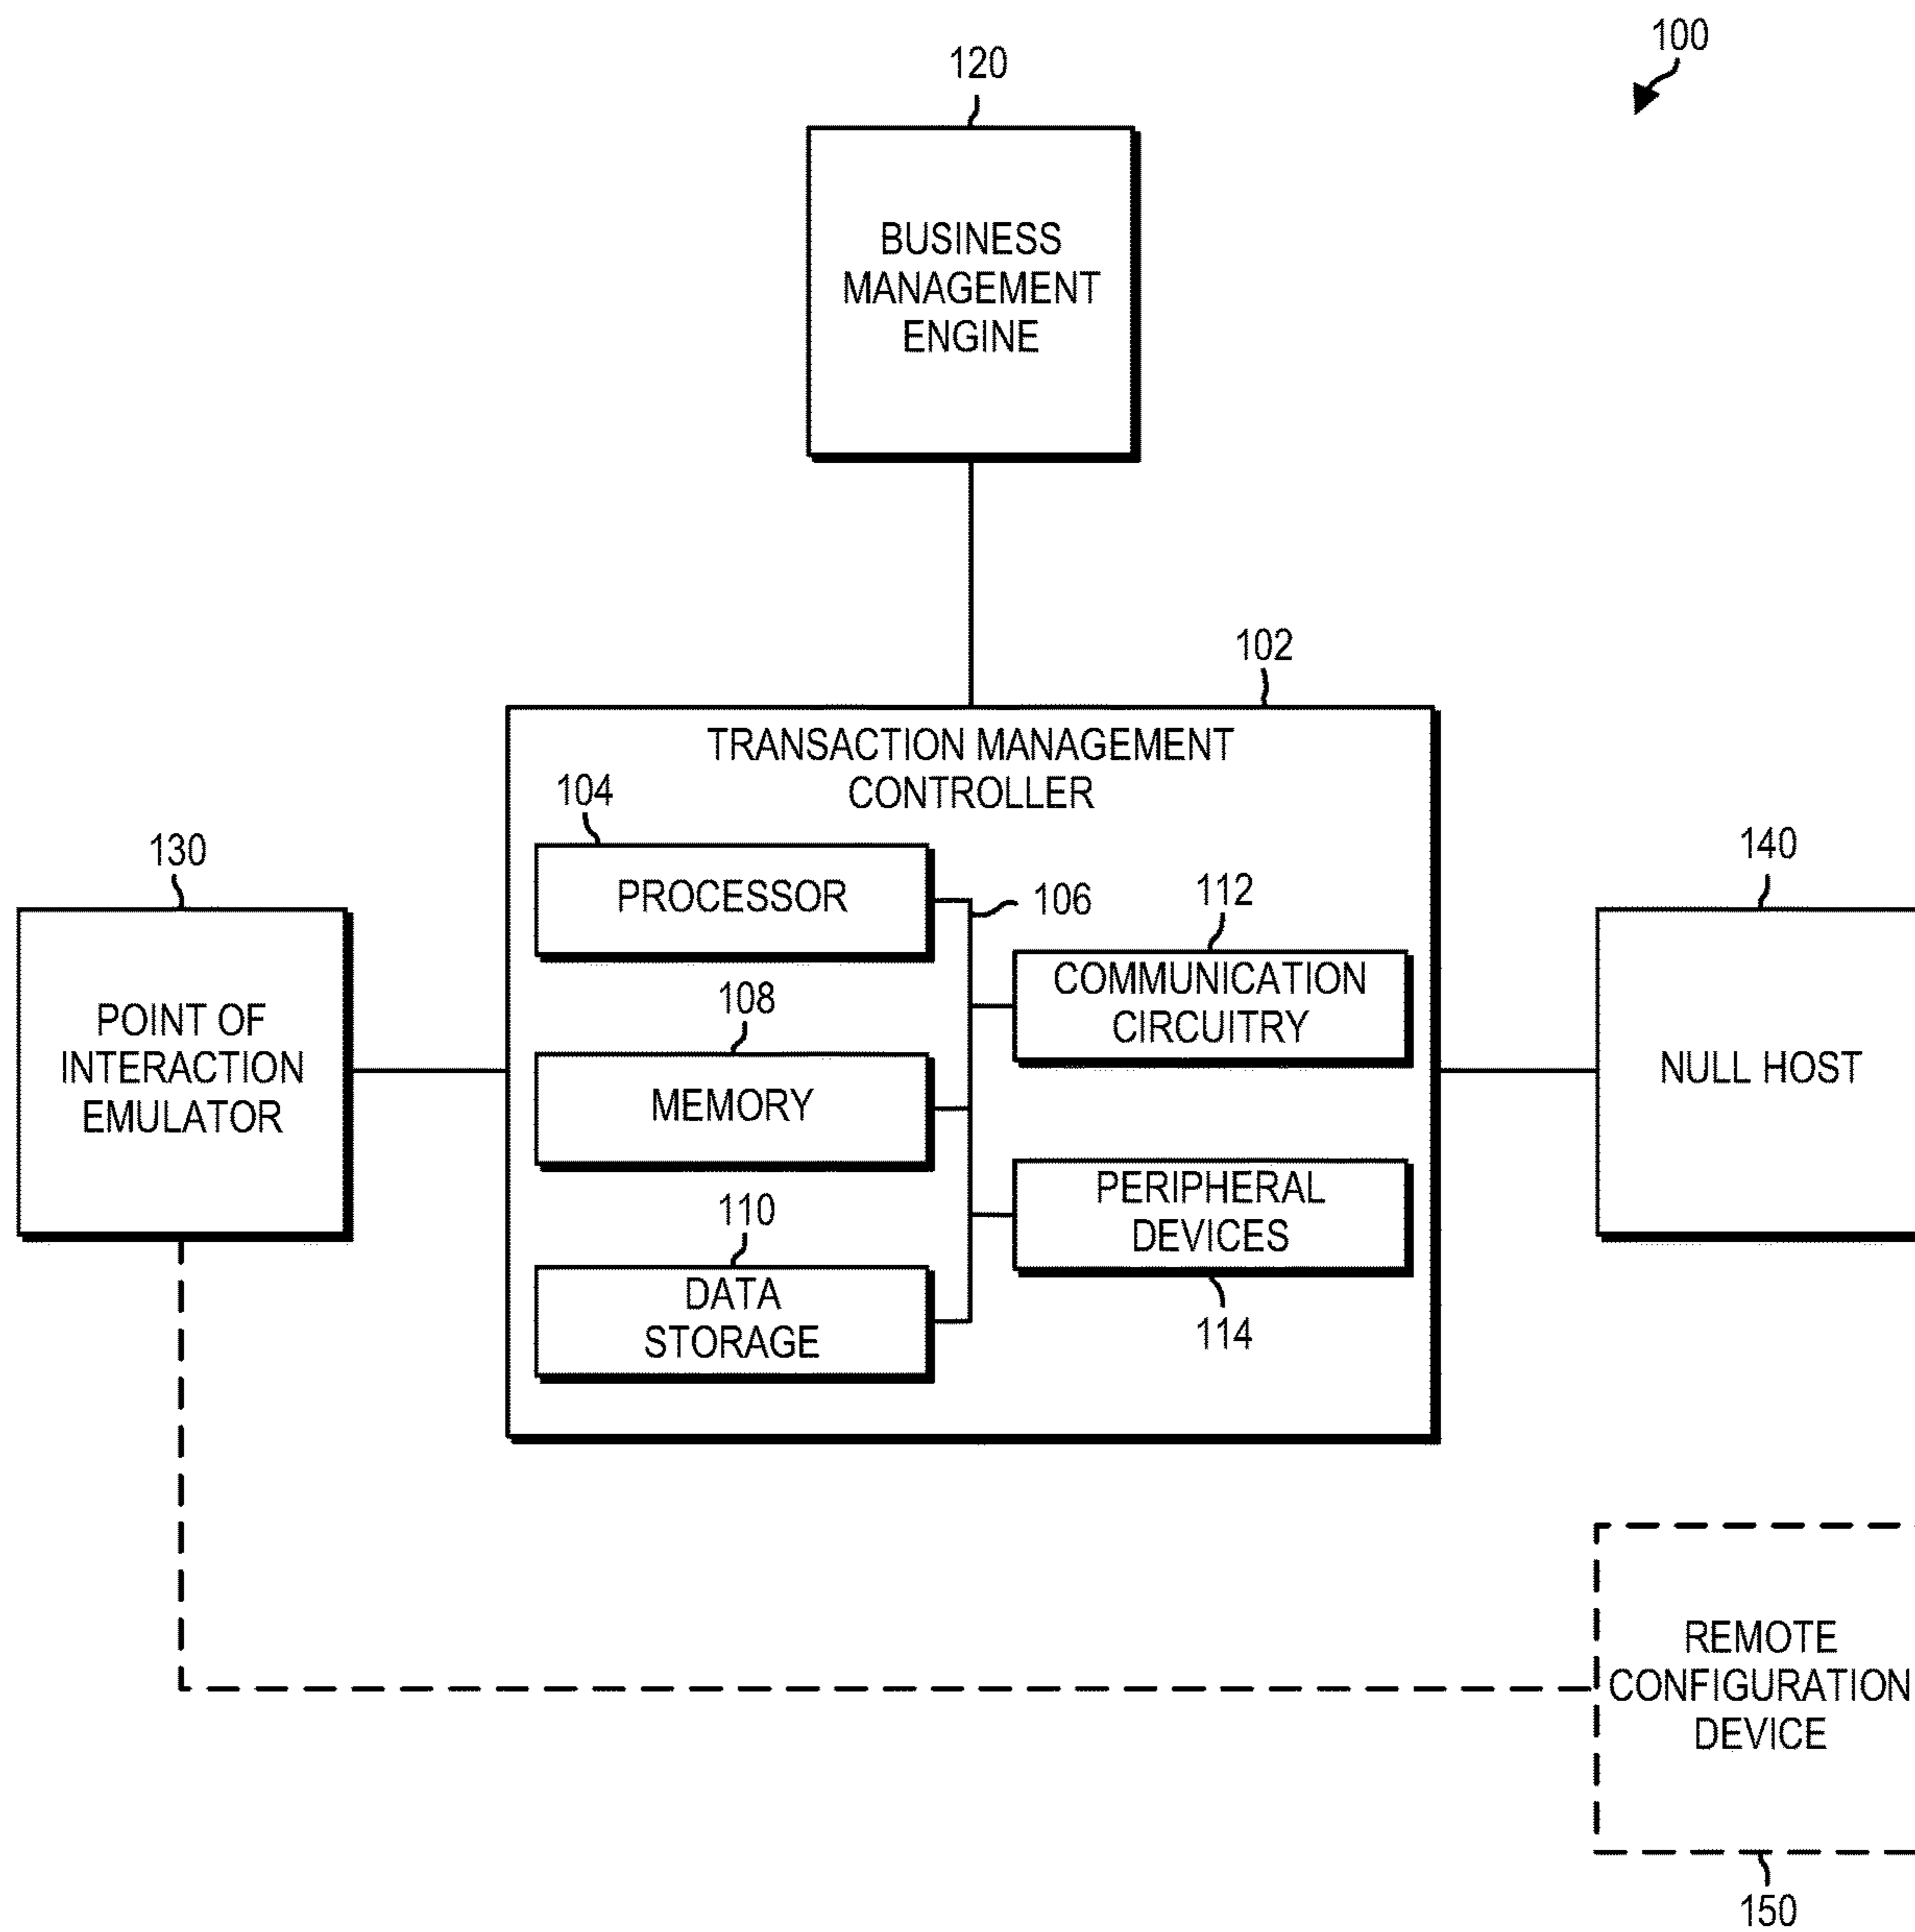 100
120
BUSINESS
MANAGEMENT
ENGINE
102
TRANSACTION MANAGEMENT
CONTROLLER
104
PROCESSOR
106
108
MEMORY
110
DATA
STORAGE
112
COMMUNICATION
CIRCUITRY
PERIPHERAL
DEVICES
114
130
POINT OF
INTERACTION
EMULATOR
140
NULL HOST
REMOTE
CONFIGURATION
DEVICE
150